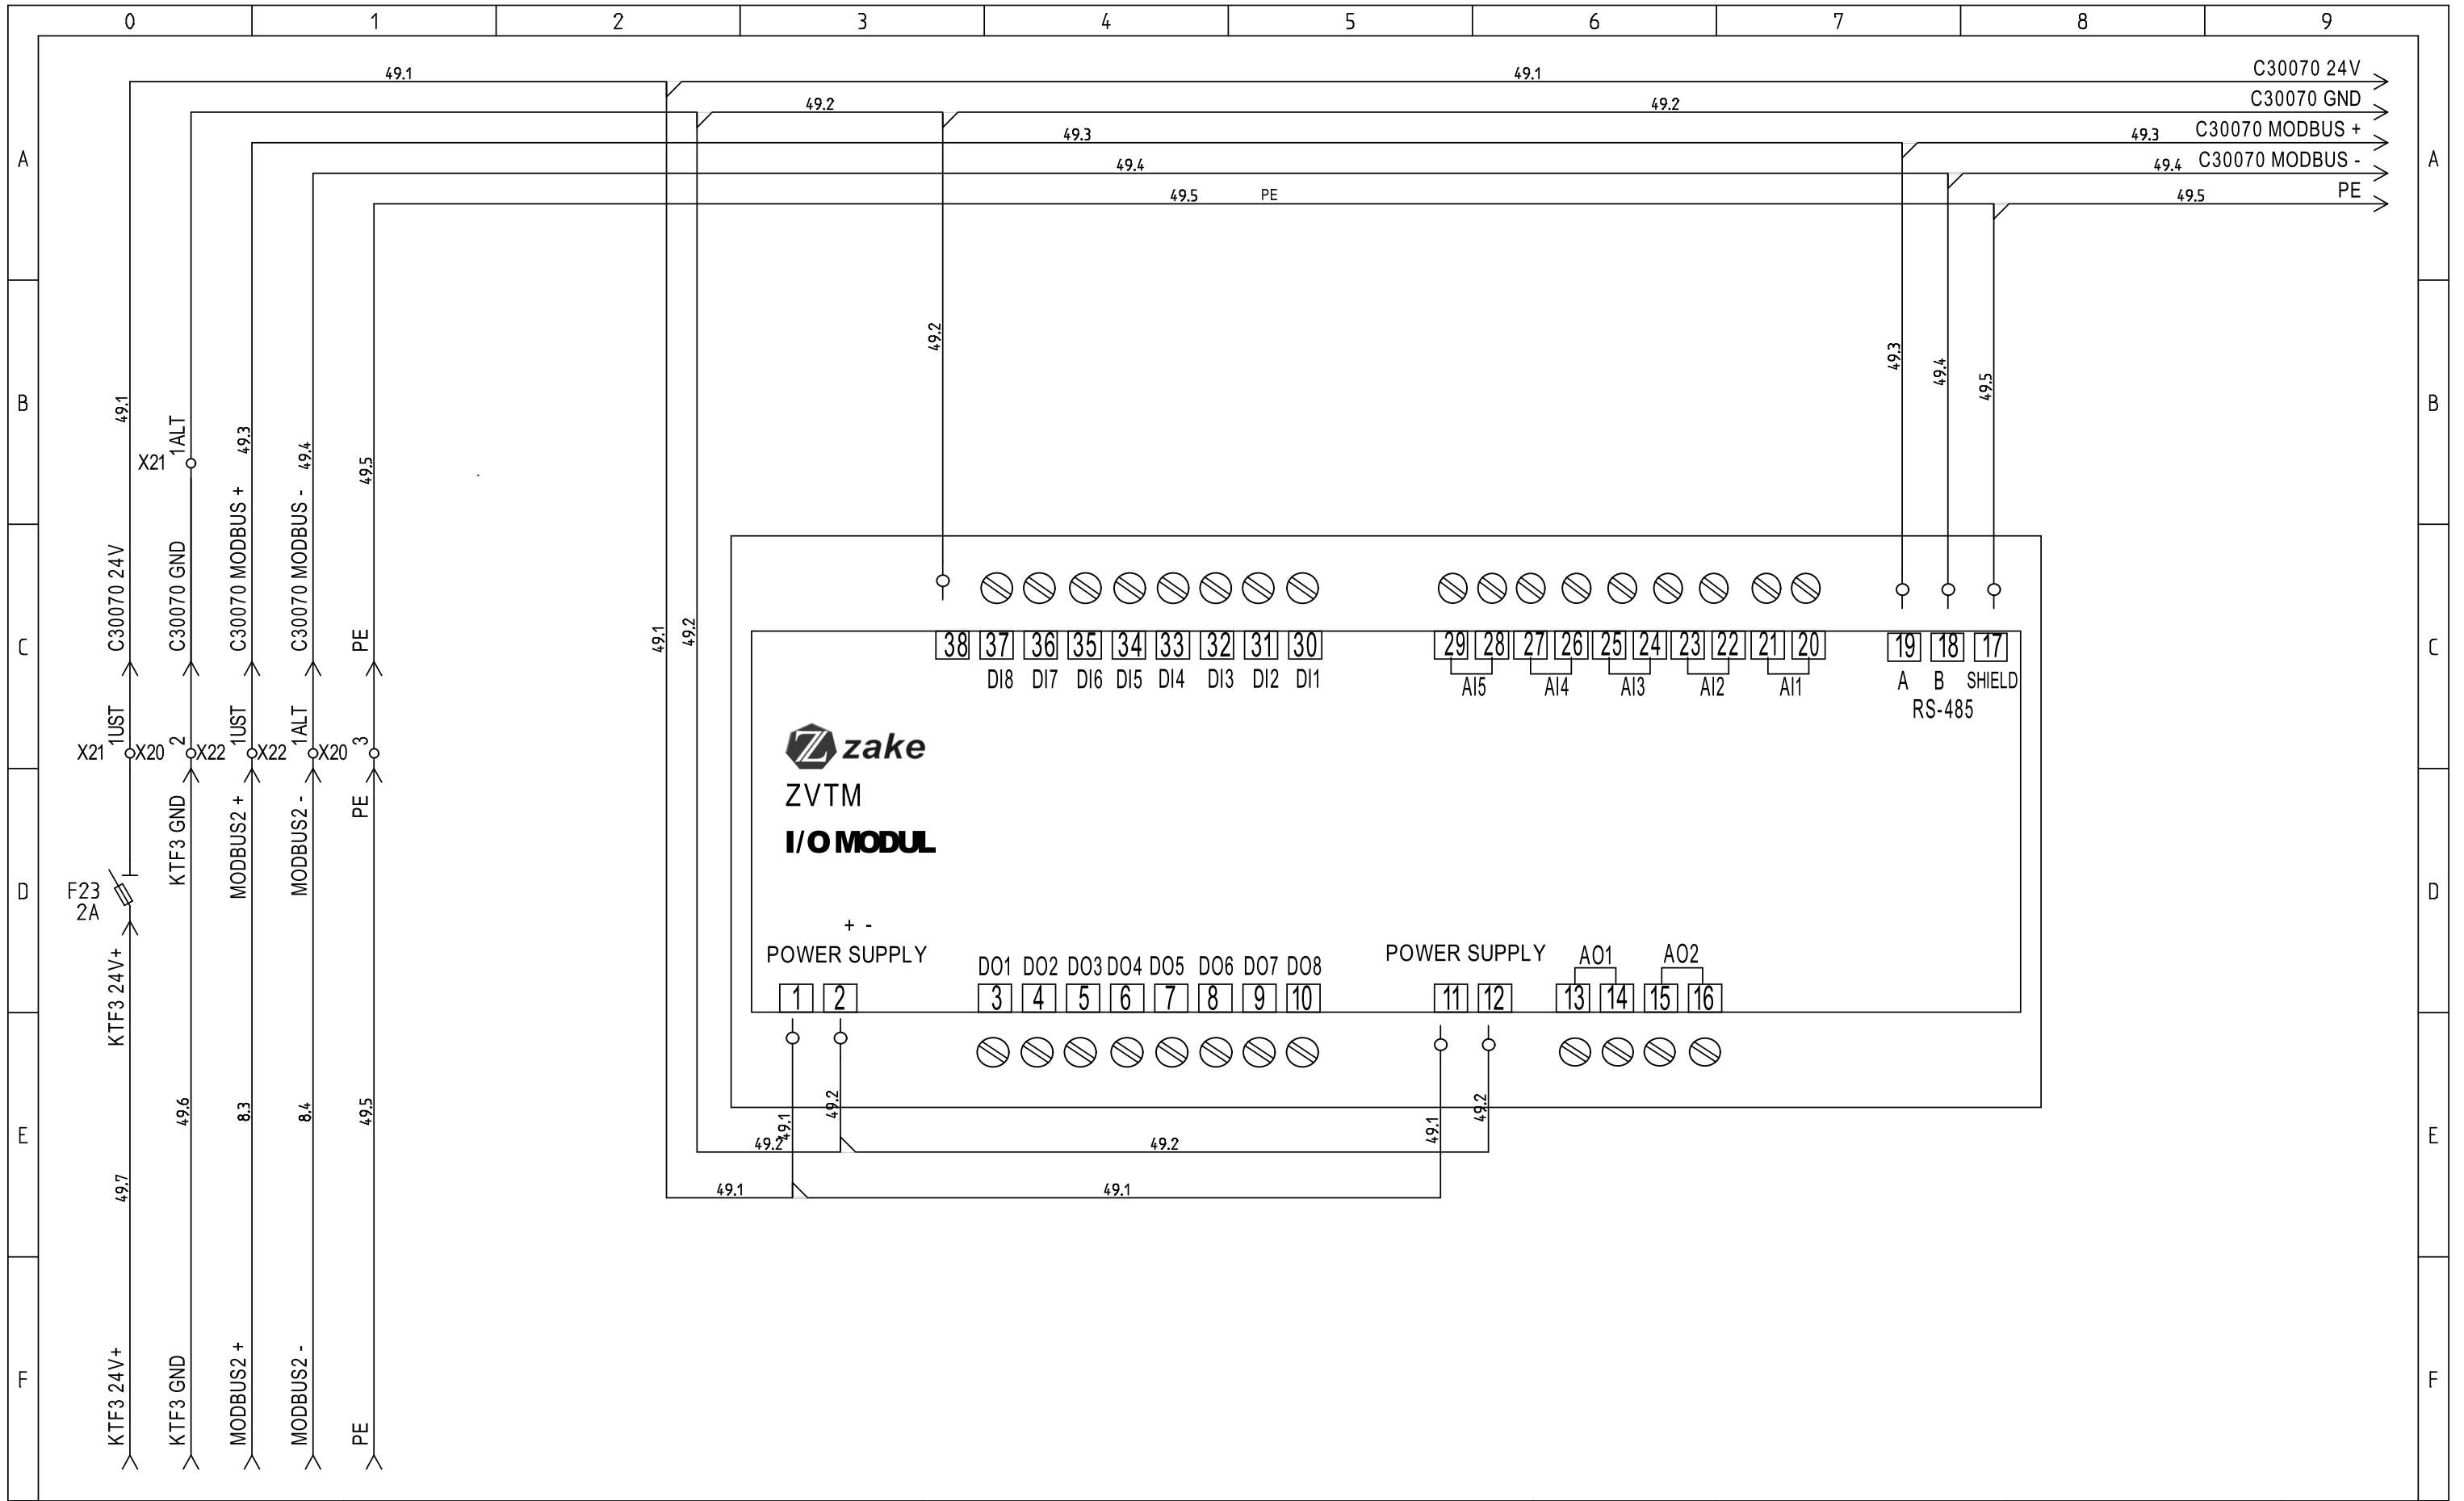 0 1 2 3 4 5 6 7 8 9
49.1 49.1 C30070 24V
49.2 49.2 C30070 GND
49.3 49.3 C30070 MODBUS +
A 49.4 49.4 C30070 MODBUS - A
49.5 PE 49.5 PE
49.2 49.3 49.4 49.5
B 49.1 1ALT 49.3 49.4 49.5 B
X21
C30070 24V C30070 GND C30070 MODBUS + C30070 MODBUS - PE
49.1 49.2
C 38 37 36 35 34 33 32 31 30 29 28 27 26 25 24 23 22 21 20 19 18 17 C
DI8 DI7 DI6 DI5 DI4 DI3 DI2 DI1 AI5 AI4 AI3 AI2 AI1 A B SHIELD
RS-485
1UST 2 1UST 1ALT 3
X21 X20 X22 X22 X20
Z zake
ZVTM
I/O MODUL
KTF3 GND MODBUS2 + MODBUS2 - PE
D F23 D
2A
+ -
POWER SUPPLY POWER SUPPLY AO1 AO2
DO1 DO2 DO3 DO4 DO5 DO6 DO7 DO8
KTF3 24V+
1 2 3 4 5 6 7 8 9 10 11 12 13 14 15 16
49.6 8.3 8.4 49.5
49.1 49.2 49.1 49.2
E 49.2 49.2 E
49.7 49.1 49.1
F KTF3 24V+ KTF3 GND MODBUS2 + MODBUS2 - PE F